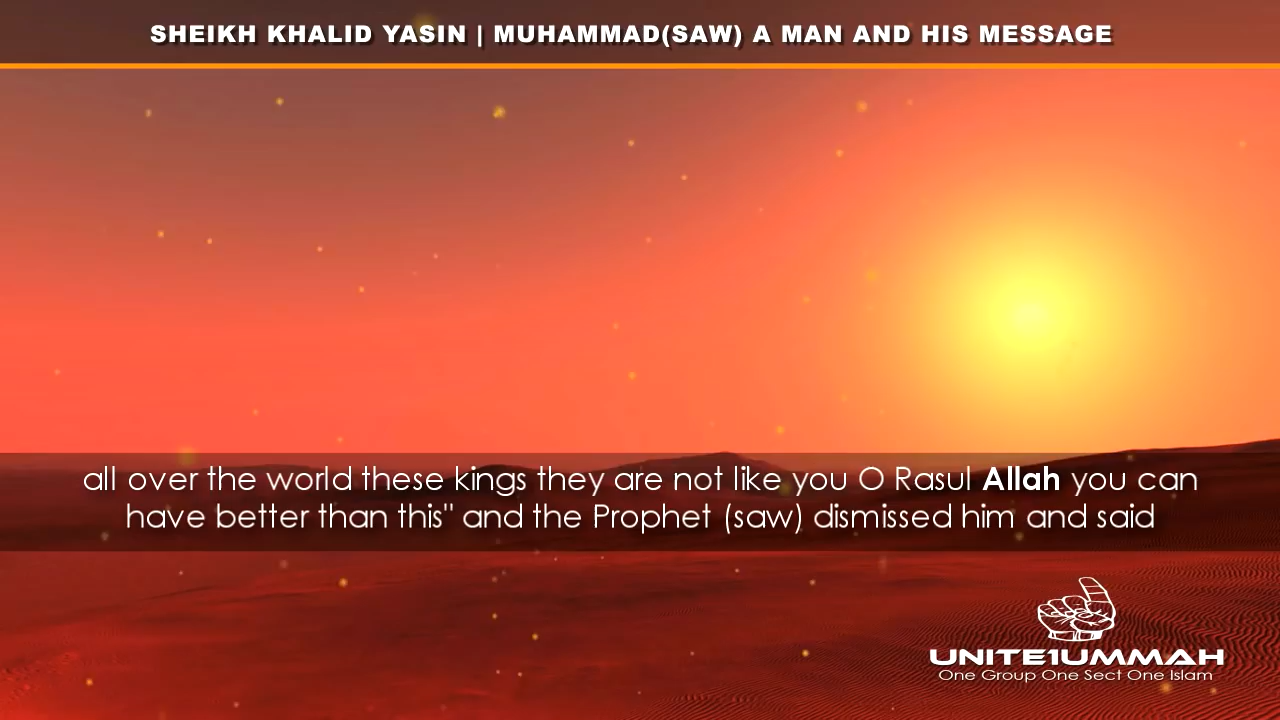 SHEIKH KHALID YASIN | MUHAMMAD(SAW) A MAN AND HIS MESSAGE
all over the world these kings they are not like you O Rasul Allah you can
have better than this" and the Prophet (saw) dismissed him and said
UNITE1UMMAH
One Group One Sect One Islam